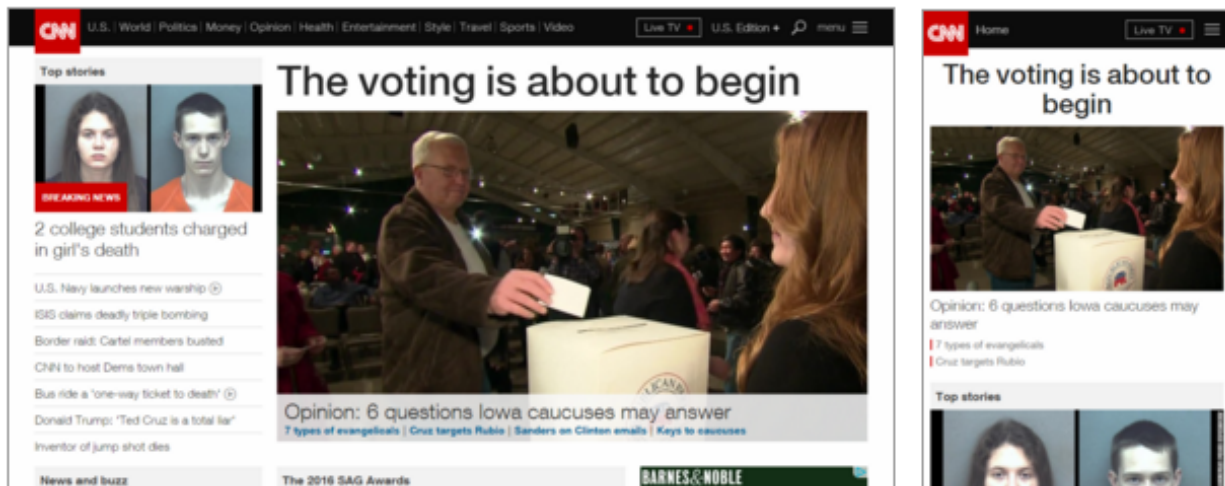 CNN U.S. | World | Politics | Money | Opinion | Health | Entertainment | Style | Travel | Sports | Video Live TV U.S. Edition + menu
Top stories
BREAKING NEWS
2 college students charged
in girl's death
U.S. Navy launches new warship
ISIS claims deadly triple bombing
Border raid: Cartel members busted
CNN to host Dems town hall
Bus ride a 'one-way ticket to death'
Donald Trump: 'Ted Cruz is a total liar'
Inventor of jump shot dies
News and buzz
The voting is about to begin
Opinion: 6 questions Iowa caucuses may answer
7 types of evangelicals | Cruz targets Rubio | Sanders on Clinton emails | Keys to caucuses
The 2016 SAG Awards
BARNES & NOBLE
CNN Home Live TV
The voting is about to
begin
Opinion: 6 questions Iowa caucuses may
answer
7 types of evangelicals
Cruz targets Rubio
Top stories